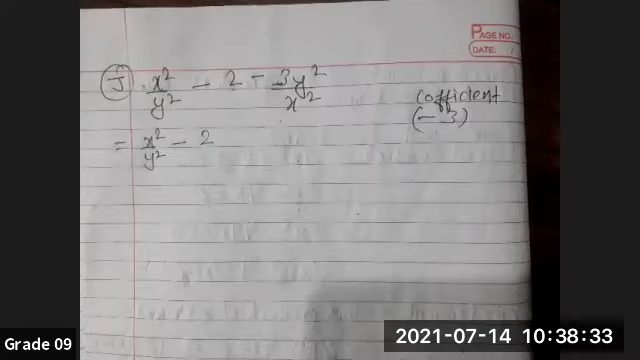 PAGE NO.
DATE: /
J x²/y² - 2 - 3y²/x²
cofficient
(-3)
= x²/y² - 2
Grade 09
2021-07-14 10:38:33